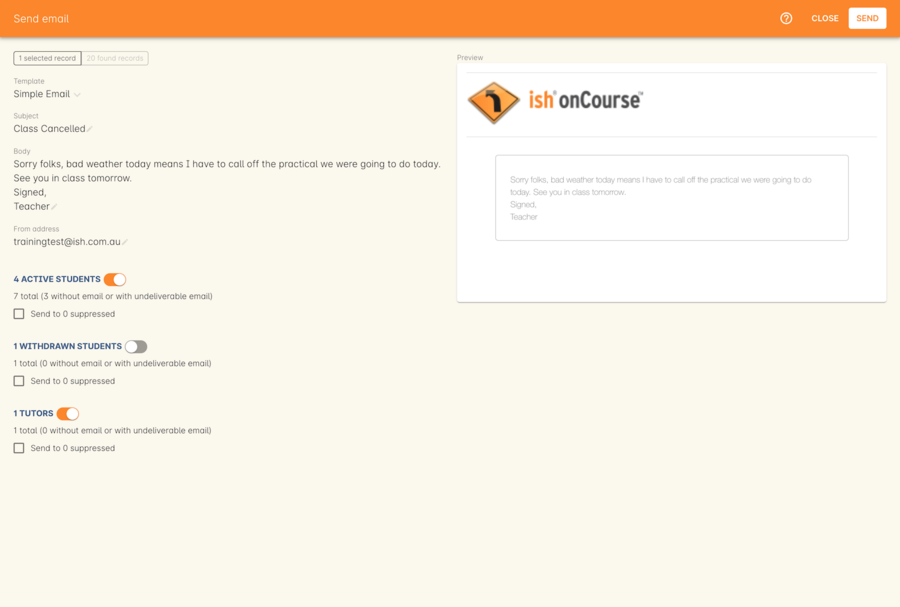 Send email
CLOSE
SEND
1 selected record
20 found records
Template
Simple Email
Subject
Class Cancelled
Body
Sorry folks, bad weather today means I have to call off the practical we were going to do today.
See you in class tomorrow.
Signed,
Teacher
From address
trainingtest@ish.com.au
4 ACTIVE STUDENTS
7 total (3 without email or with undeliverable email)
Send to 0 suppressed
1 WITHDRAWN STUDENTS
1 total (0 without email or with undeliverable email)
Send to 0 suppressed
1 TUTORS
1 total (0 without email or with undeliverable email)
Send to 0 suppressed
Preview
ish® onCourse™
Sorry folks, bad weather today means I have to call off the practical we were going to do
today. See you in class tomorrow.
Signed,
Teacher